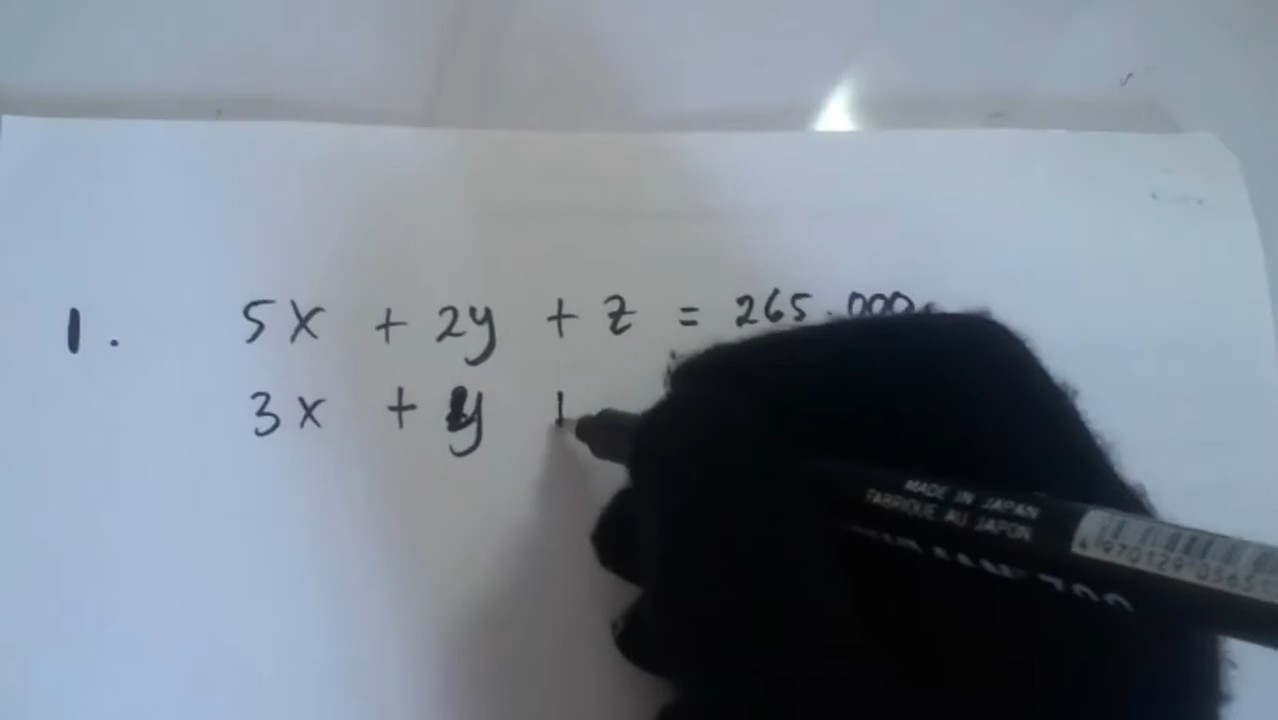 1. 5x + 2y + z = 265.000
3x + y
MADE IN JAPAN
FABRIQUE AU JAPON